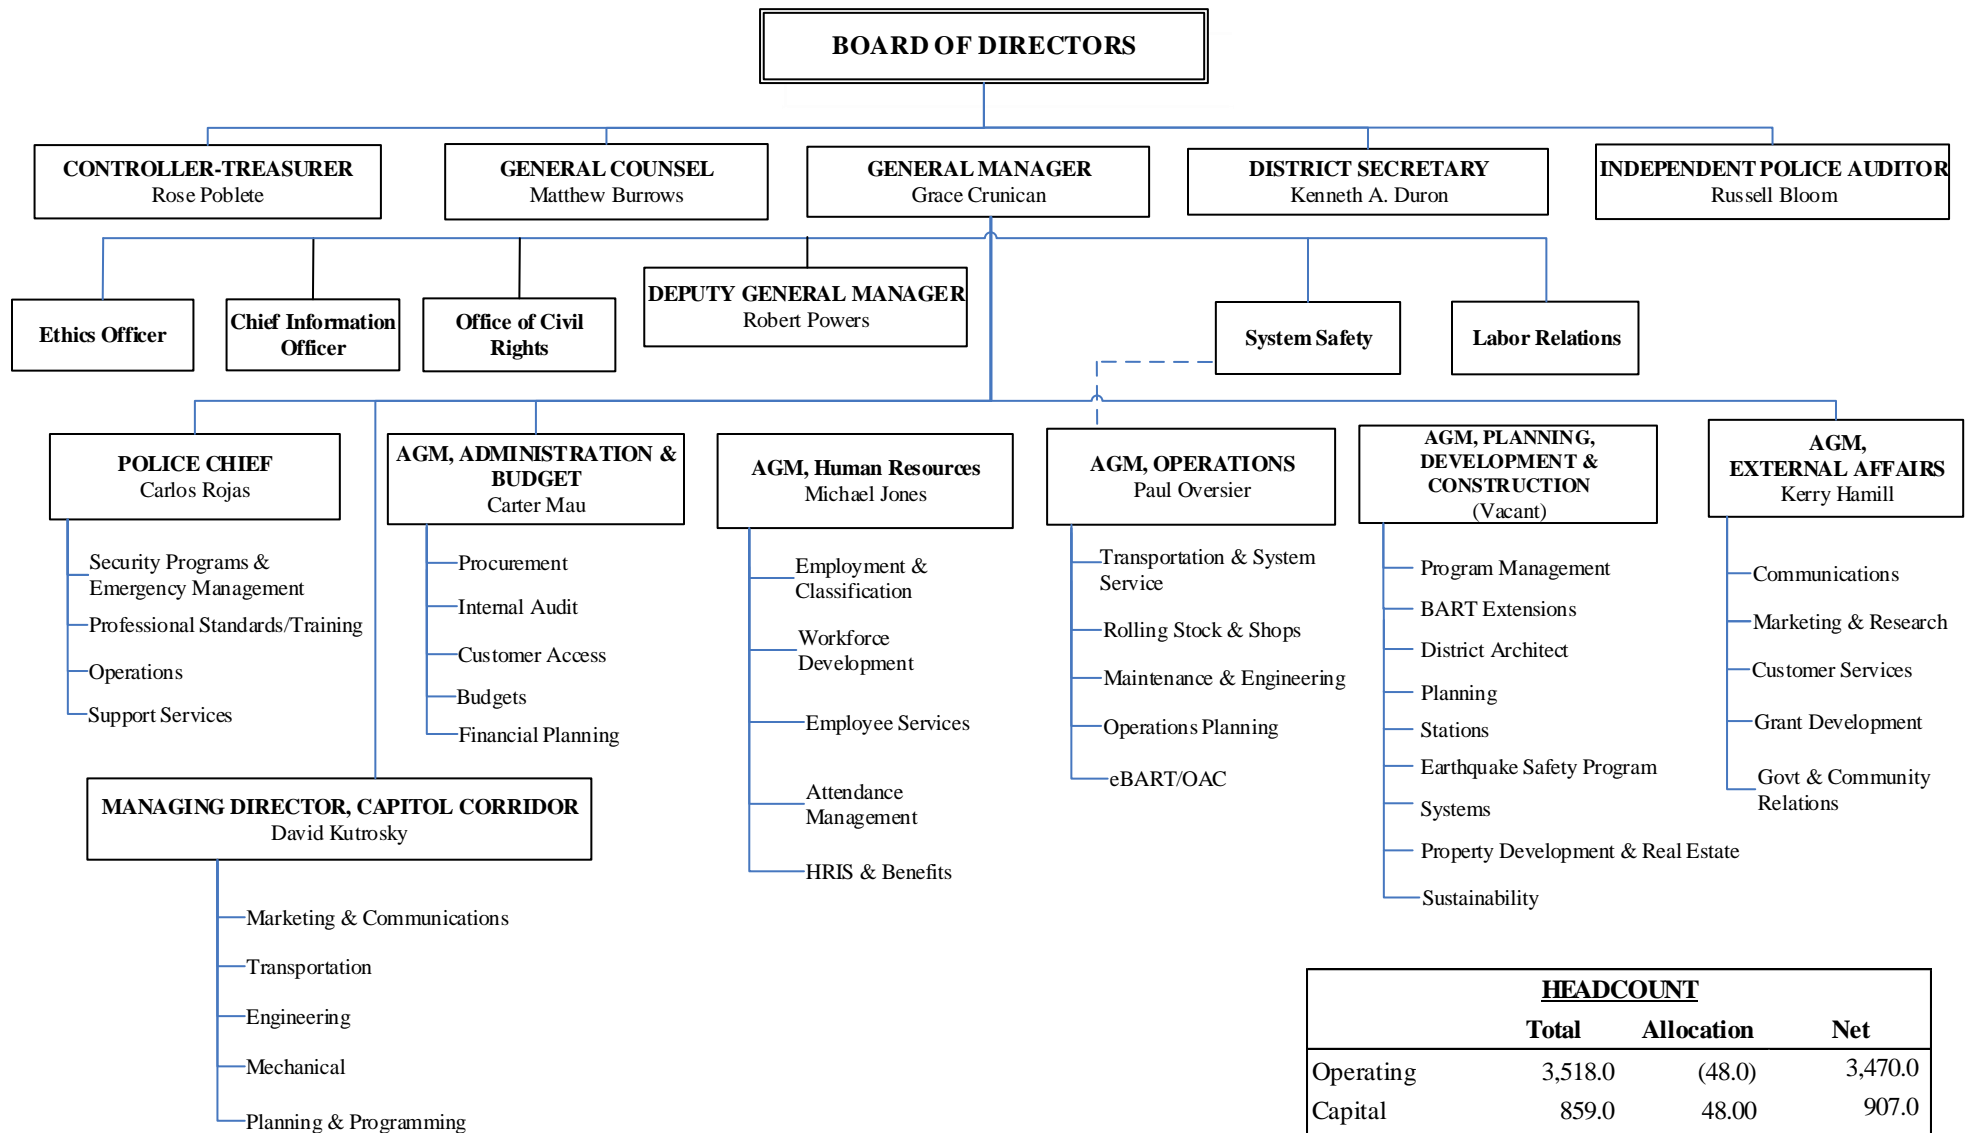 BOARD OF DIRECTORS
CONTROLLER-TREASURER
Rose Poblete
GENERAL COUNSEL
Matthew Burrows
GENERAL MANAGER
Grace Crunican
DISTRICT SECRETARY
Kenneth A. Duron
INDEPENDENT POLICE AUDITOR
Russell Bloom
Ethics Officer
Chief Information
Officer
Office of Civil
Rights
DEPUTY GENERAL MANAGER
Robert Powers
System Safety
Labor Relations
POLICE CHIEF
Carlos Rojas
Security Programs &
Emergency Management
Professional Standards/Training
Operations
Support Services
AGM, ADMINISTRATION &
BUDGET
Carter Mau
Procurement
Internal Audit
Customer Access
Budgets
Financial Planning
AGM, Human Resources
Michael Jones
Employment &
Classification
Workforce
Development
Employee Services
Attendance
Management
HRIS & Benefits
AGM, OPERATIONS
Paul Oversier
Transportation & System
Service
Rolling Stock & Shops
Maintenance & Engineering
Operations Planning
eBART/OAC
AGM, PLANNING,
DEVELOPMENT &
CONSTRUCTION
(Vacant)
Program Management
BART Extensions
District Architect
Planning
Stations
Earthquake Safety Program
Systems
Property Development & Real Estate
Sustainability
AGM,
EXTERNAL AFFAIRS
Kerry Hamill
Communications
Marketing & Research
Customer Services
Grant Development
Govt & Community
Relations
MANAGING DIRECTOR, CAPITOL CORRIDOR
David Kutrosky
Marketing & Communications
Transportation
Engineering
Mechanical
Planning & Programming
HEADCOUNT
Total Allocation Net
Operating 3,518.0 (48.0) 3,470.0
Capital 859.0 48.00 907.0